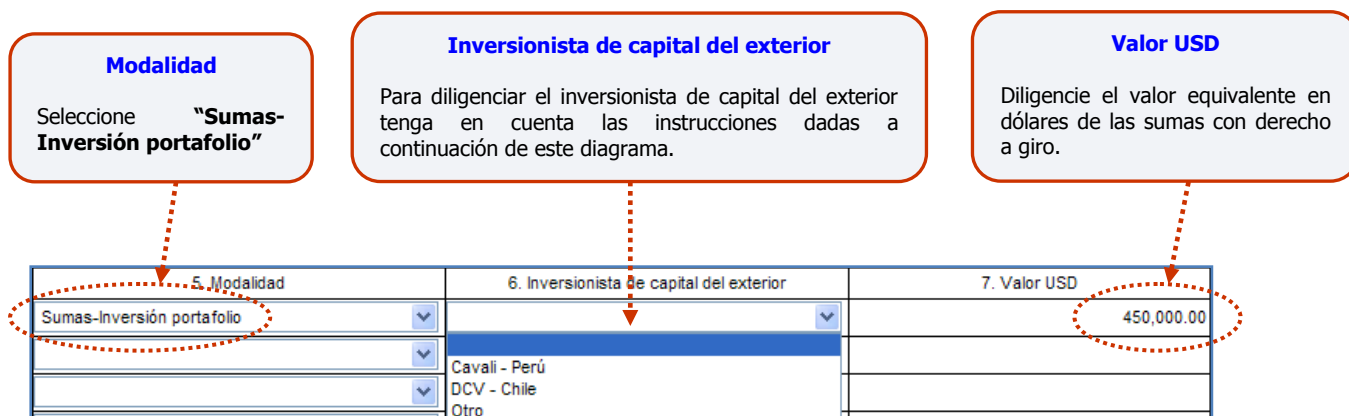 Modalidad
Seleccione "Sumas-
Inversión portafolio"
Inversionista de capital del exterior
Para diligenciar el inversionista de capital del exterior
tenga en cuenta las instrucciones dadas a
continuación de este diagrama.
Valor USD
Diligencie el valor equivalente en
dólares de las sumas con derecho
a giro.
5. Modalidad
6. Inversionista de capital del exterior
7. Valor USD
Sumas-Inversión portafolio
450,000.00
Cavali - Perú
DCV - Chile
Otro